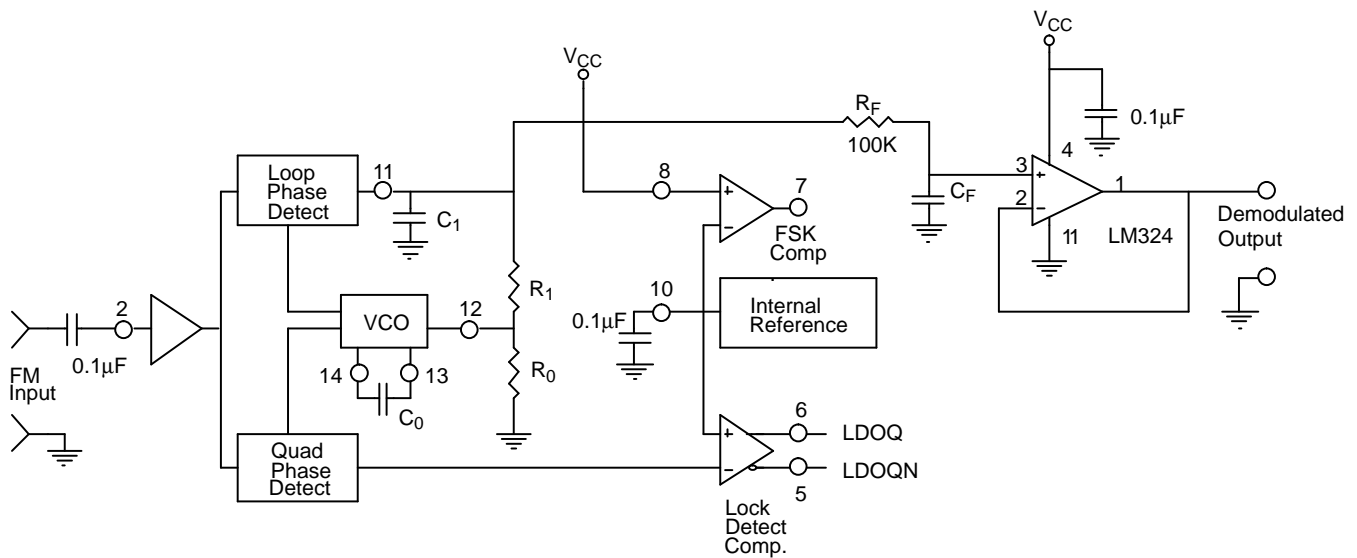 VCC
VCC
RF
100K
0.1μF
Loop
Phase
Detect
11
C1
8
+
−
7
FSK
Comp
CF
3
+
2
−
4
11
1
LM324
Demodulated
Output
2
0.1μF
FM
Input
VCO
12
14
13
C0
R1
R0
10
0.1μF
Internal
Reference
Quad
Phase
Detect
+
−
6
LDOQ
LDOQN
5
Lock
Detect
Comp.